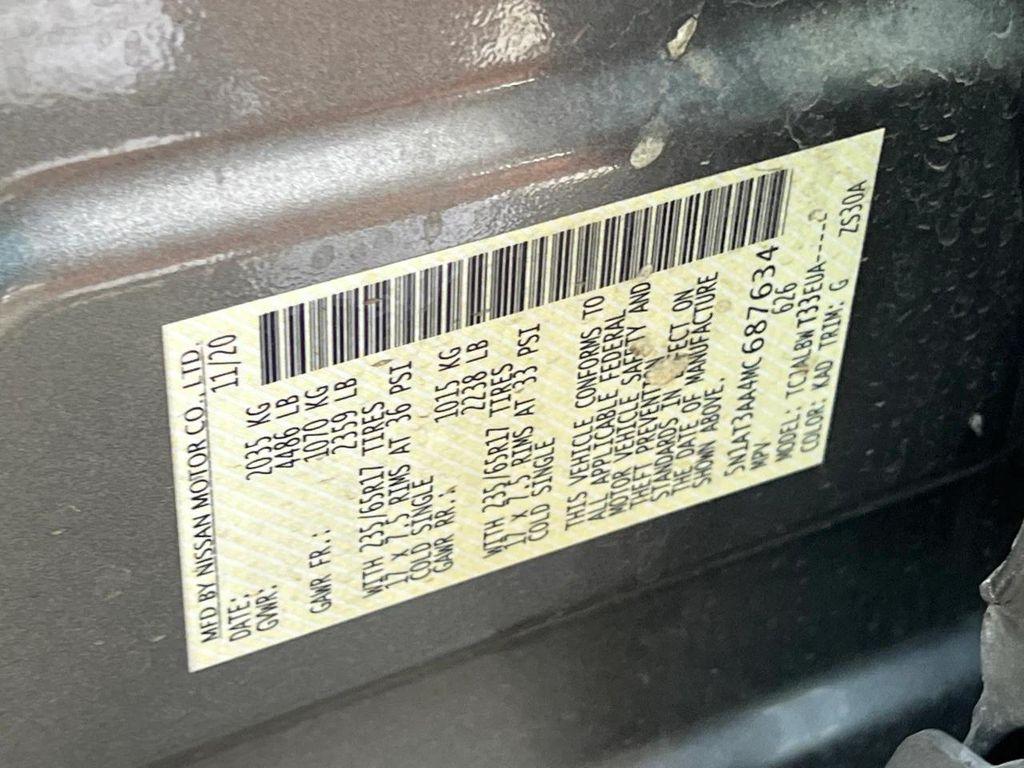 MFD BY NISSAN MOTOR CO., LTD.
DATE: 11/20
GVWR: 2035 KG
4486 LB
GAWR FR.: 1070 KG
2359 LB
WITH 235/65R17 TIRES
17 X 7.5 RIMS AT 36 PSI
COLD SINGLE
GAWR RR.: 1015 KG
2238 LB
WITH 235/65R17 TIRES
17 X 7.5 RIMS AT 33 PSI
COLD SINGLE
THIS VEHICLE CONFORMS TO
ALL APPLICABLE FEDERAL
MOTOR VEHICLE SAFETY AND
THEFT PREVENTION
STANDARDS IN EFFECT ON
THE DATE OF MANUFACTURE
SHOWN ABOVE.
5N1AT3AA4MC687634
MPV 626
MODEL: TCJALBW T33EUA-----
COLOR: KAD TRIM: G ZS30A